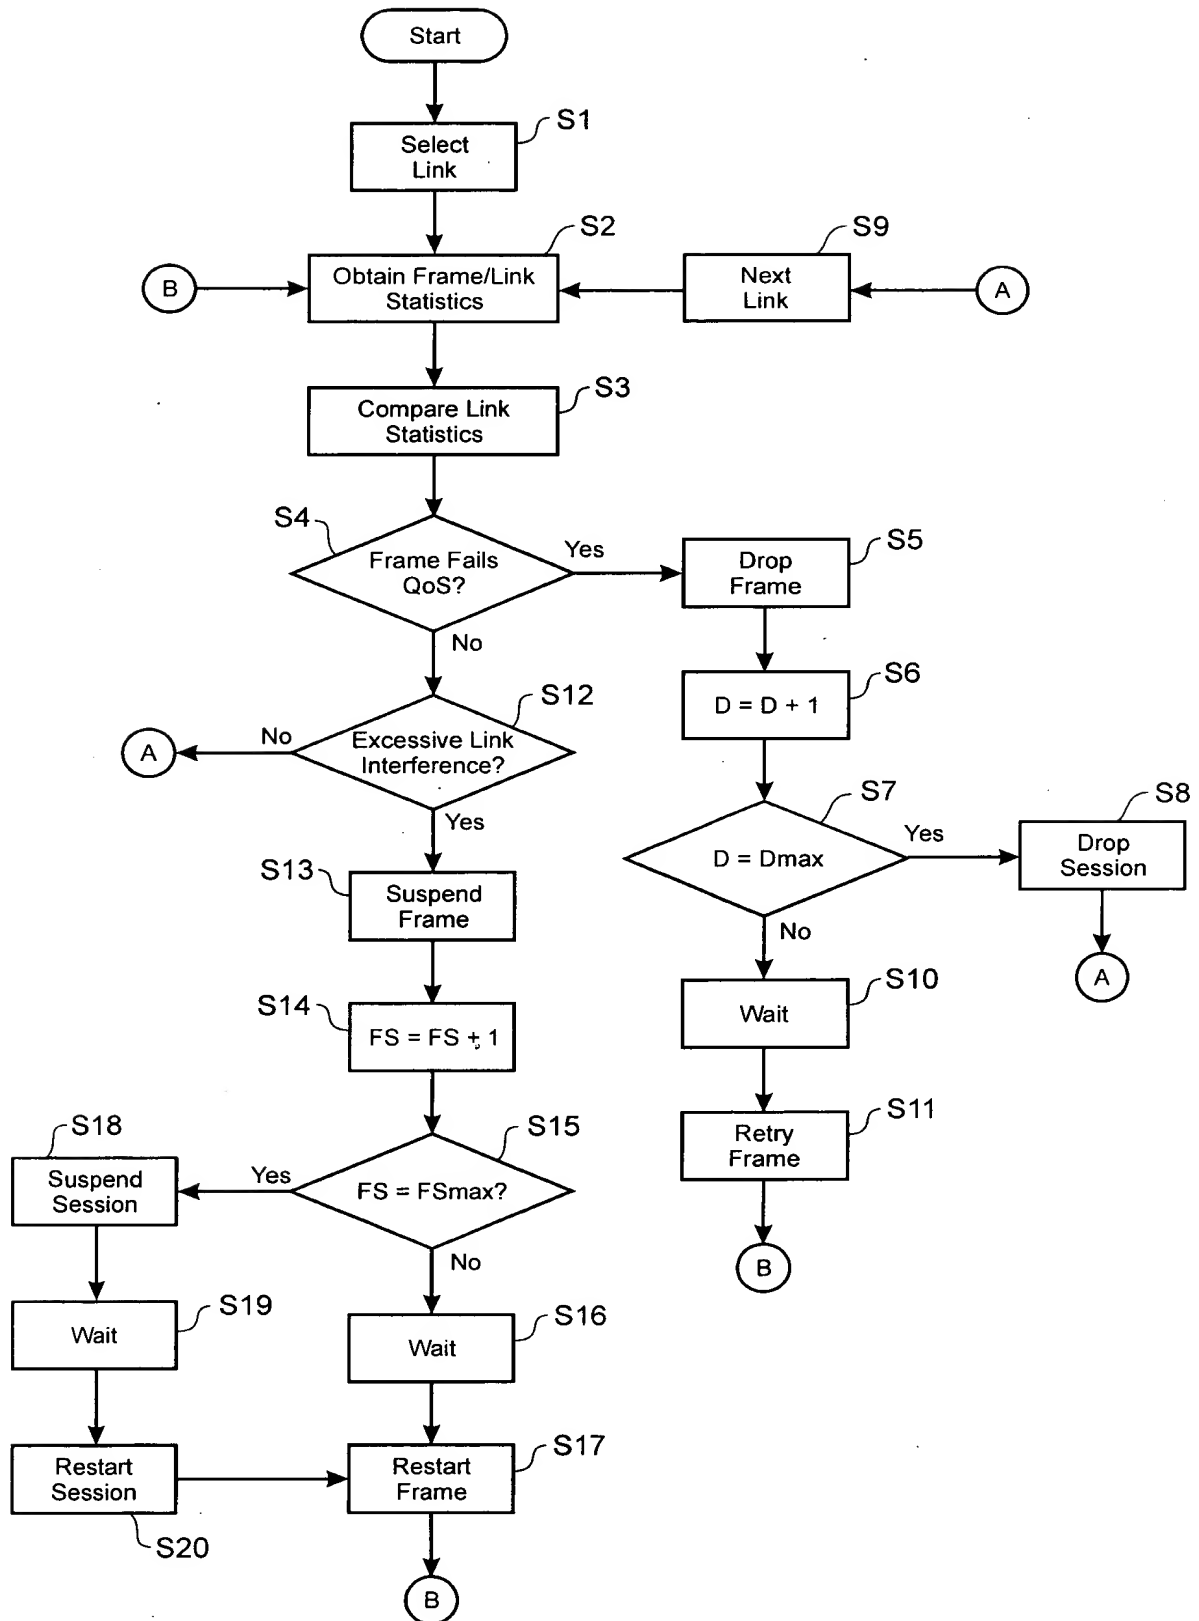 Start
S1
Select
Link
S2
S9
B
Obtain Frame/Link
Statistics
Next
Link
A
S3
Compare Link
Statistics
S4
Frame Fails
QoS?
Yes
S5
Drop
Frame
No
S6
D = D + 1
S12
A
No
Excessive Link
Interference?
Yes
S7
D = Dmax
Yes
S8
Drop
Session
No
A
S13
Suspend
Frame
S10
Wait
S14
FS = FS + 1
S11
Retry
Frame
B
S18
Suspend
Session
Yes
S15
FS = FSmax?
No
S19
Wait
S16
Wait
Restart
Session
S20
S17
Restart
Frame
B